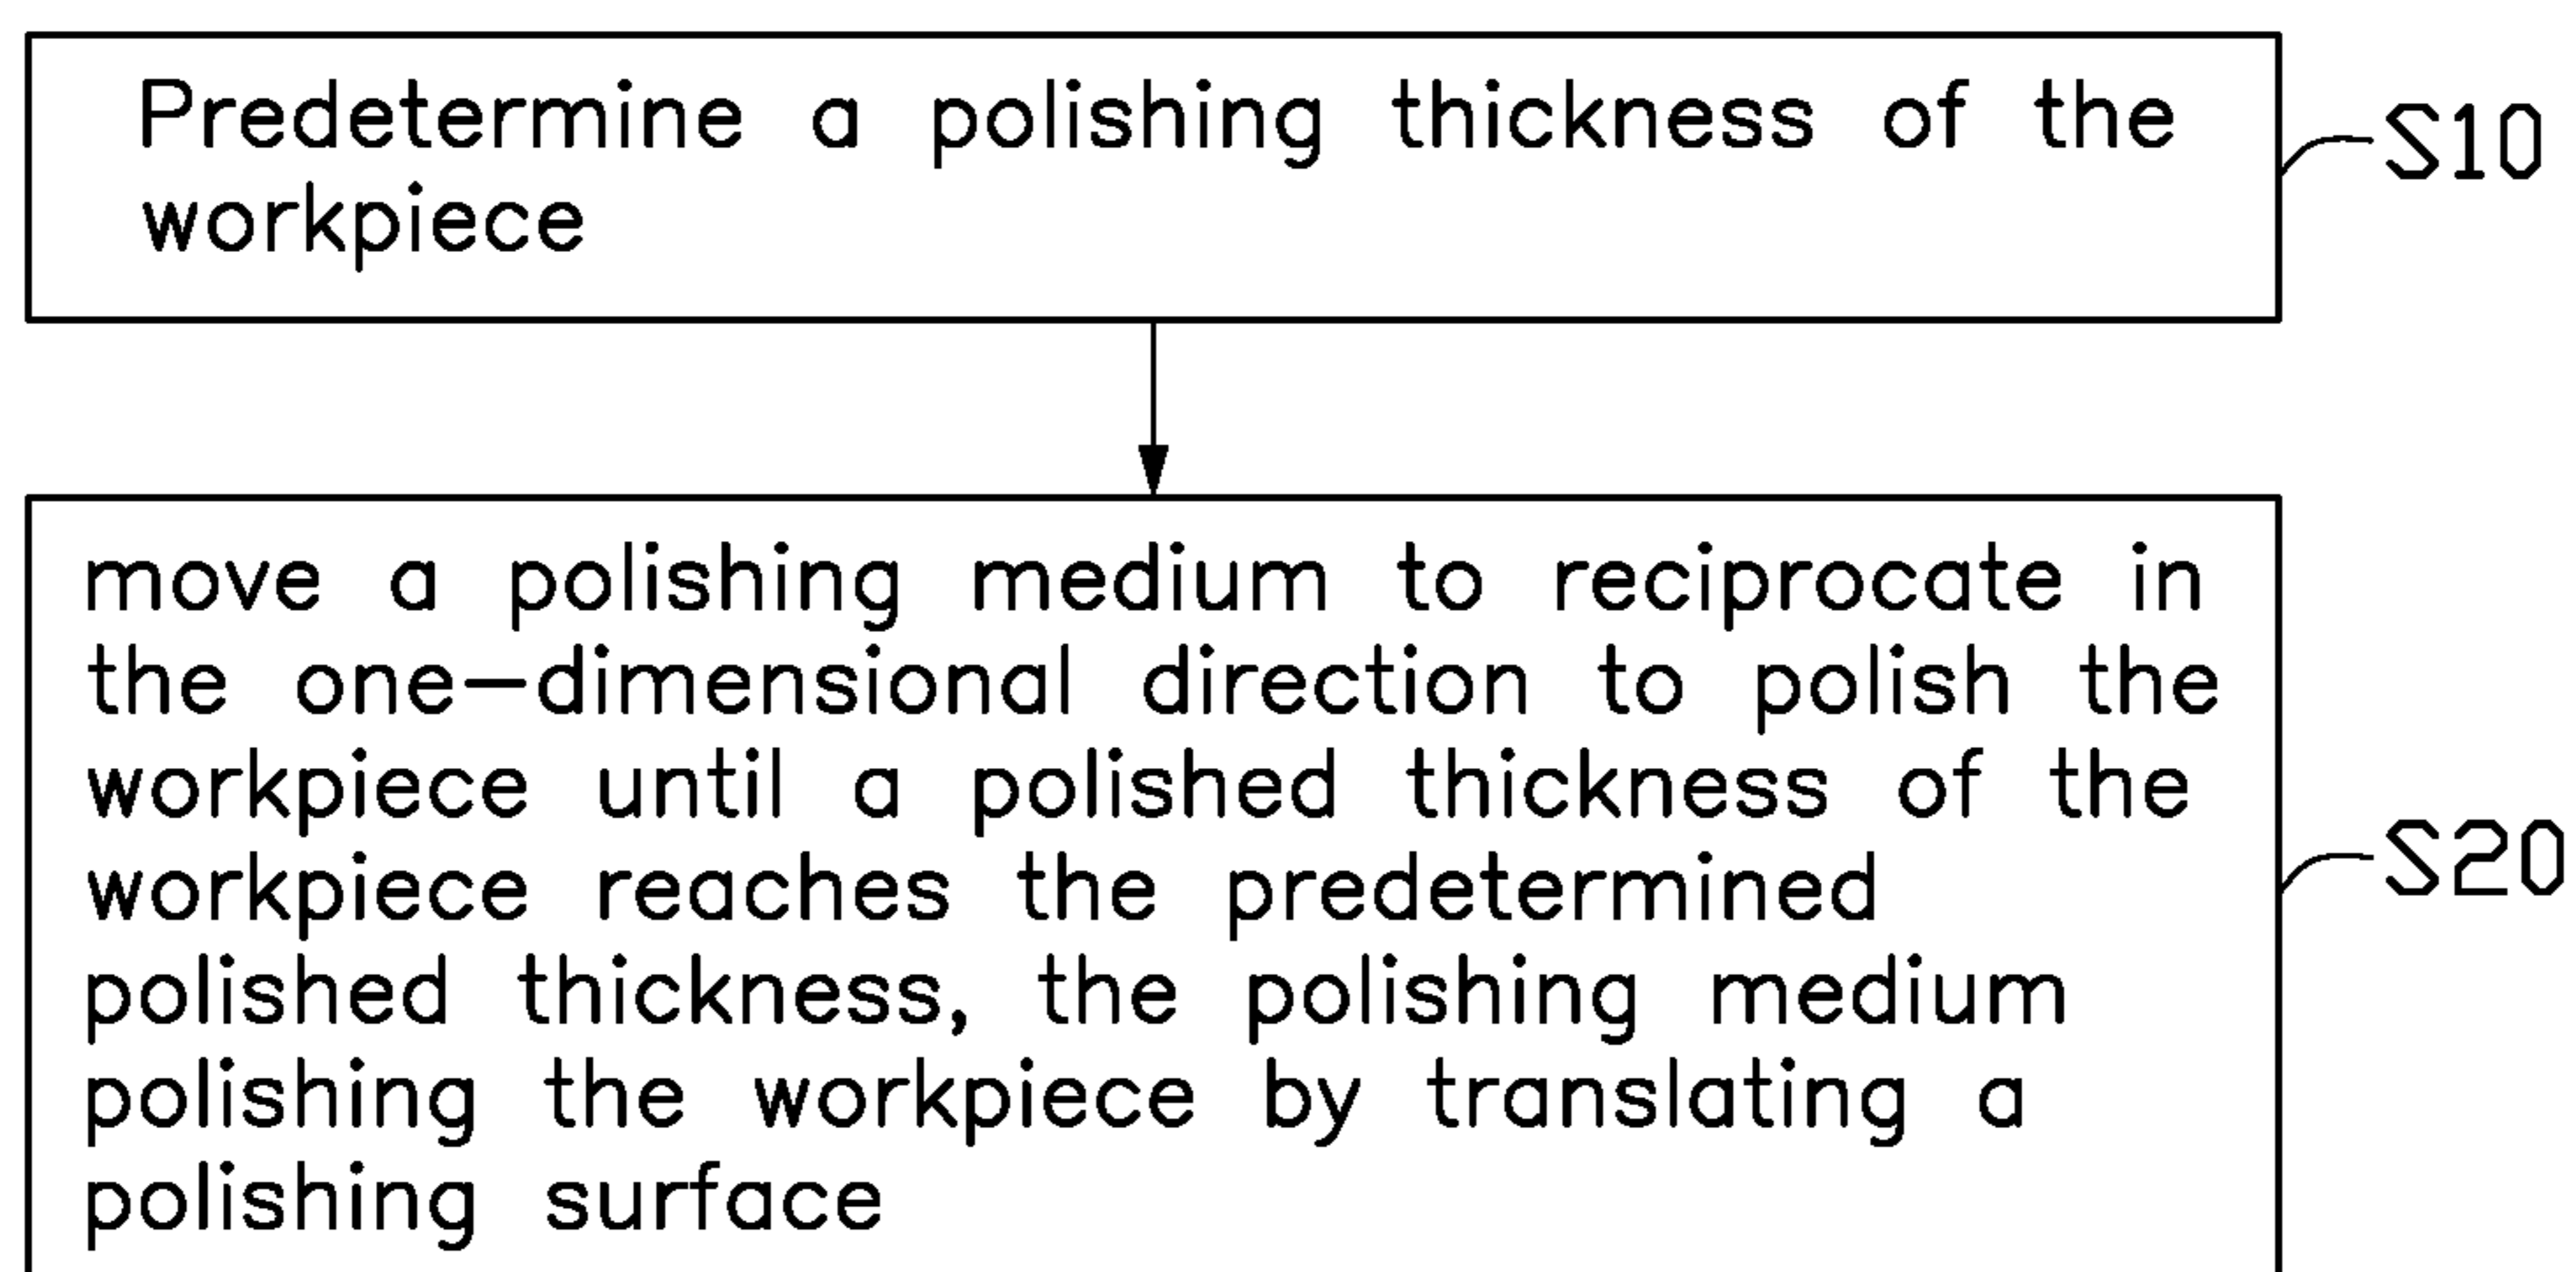 Predetermine a polishing thickness of the
workpiece
S10
move a polishing medium to reciprocate in
the one-dimensional direction to polish the
workpiece until a polished thickness of the
workpiece reaches the predetermined
polished thickness, the polishing medium
polishing the workpiece by translating a
polishing surface
S20